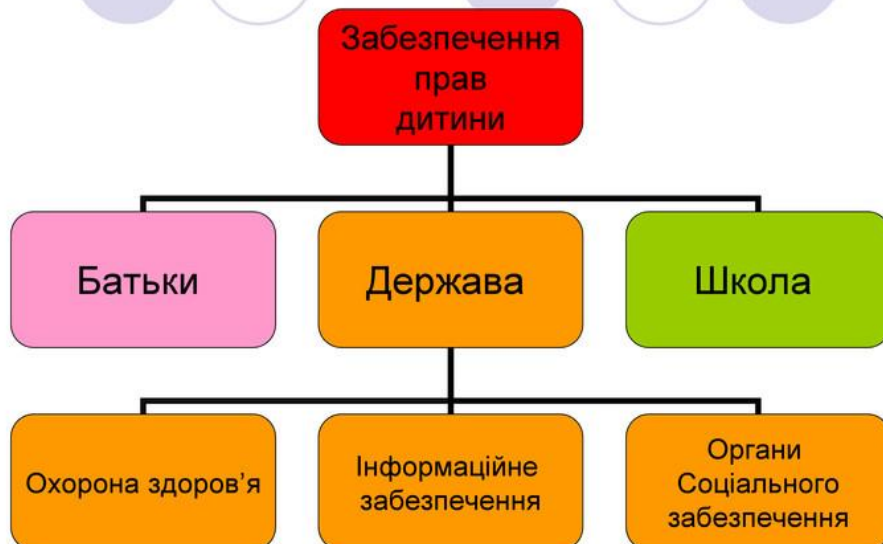 Забезпечення
прав
дитини
Батьки
Держава
Школа
Охорона здоров’я
Інформаційне
забезпечення
Органи
Соціального
забезпечення